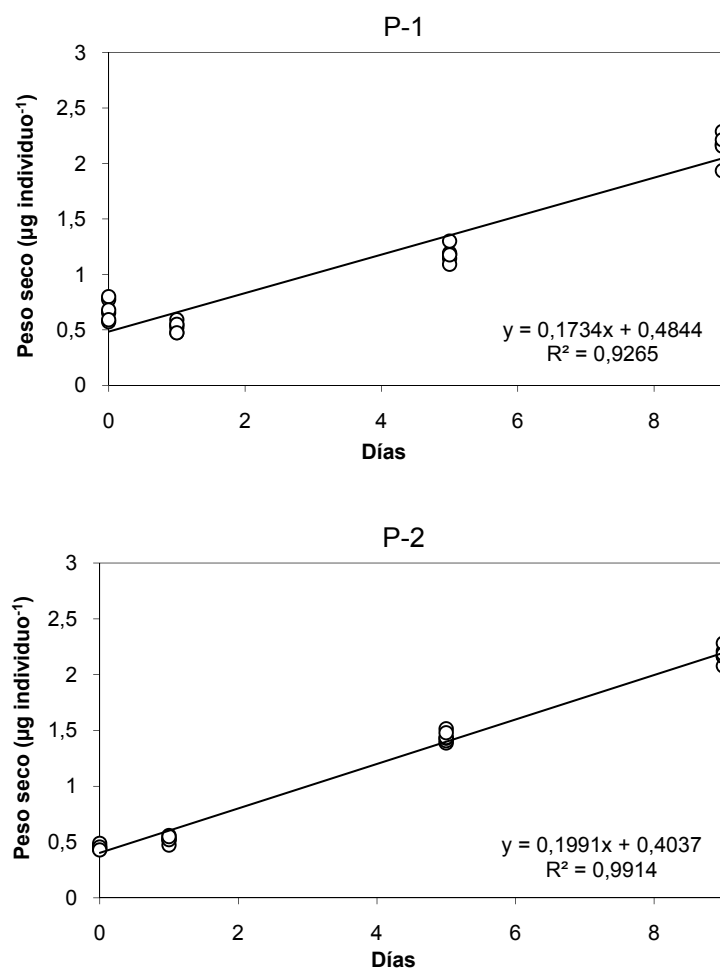 P-1
Peso seco (µg individuo⁻¹)
3
2,5
2
1,5
1
0,5
0
y = 0,1734x + 0,4844
R² = 0,9265
0 2 4 6 8
Días
P-2
Peso seco (µg individuo⁻¹)
3
2,5
2
1,5
1
0,5
0
y = 0,1991x + 0,4037
R² = 0,9914
0 2 4 6 8
Días